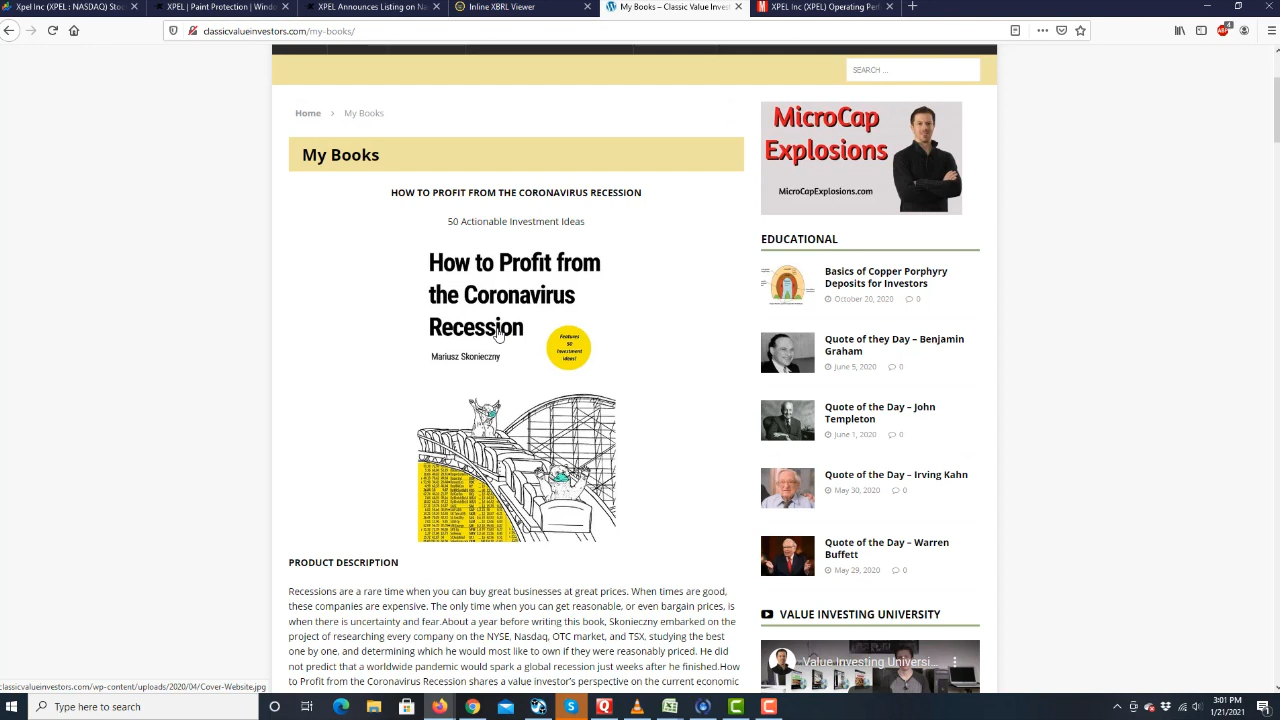 Xpel Inc (XPEL : NASDAQ) Stock
XPEL | Paint Protection | Windo
XPEL Announces Listing on Na
Inline XBRL Viewer
My Books – Classic Value Invest
XPEL Inc (XPEL) Operating Perf
classicvalueinvestors.com/my-books/
SEARCH ...
Home > My Books
My Books
HOW TO PROFIT FROM THE CORONAVIRUS RECESSION
50 Actionable Investment Ideas
How to Profit from
the Coronavirus
Recession
Mariusz Skonieczny
Features
50
Investment
Ideas!
PRODUCT DESCRIPTION
Recessions are a rare time when you can buy great businesses at great prices. When times are good,
these companies are expensive. The only time when you can get reasonable, or even bargain prices, is
when there is uncertainty and fear.About a year before writing this book, Skonieczny embarked on the
project of researching every company on the NYSE, Nasdaq, OTC market, and TSX, studying the best
one by one, and determining which he would most like to own if they were reasonably priced. He did
not predict that a worldwide pandemic would spark a global recession just weeks after he finished.How
to Profit from the Coronavirus Recession shares a value investor's perspective on the current economic
MicroCap
Explosions
MicroCapExplosions.com
EDUCATIONAL
Basics of Copper Porphyry
Deposits for Investors
October 20, 2020 0
Quote of they Day – Benjamin
Graham
June 5, 2020 0
Quote of the Day – John
Templeton
June 1, 2020 0
Quote of the Day – Irving Kahn
May 30, 2020 0
Quote of the Day – Warren
Buffett
May 29, 2020 0
VALUE INVESTING UNIVERSITY
Value Investing Universi...
classicvalueinvestors.com/wp-content/uploads/2020/04/Cover-Website.jpg
Type here to search
3:01 PM
1/21/2021